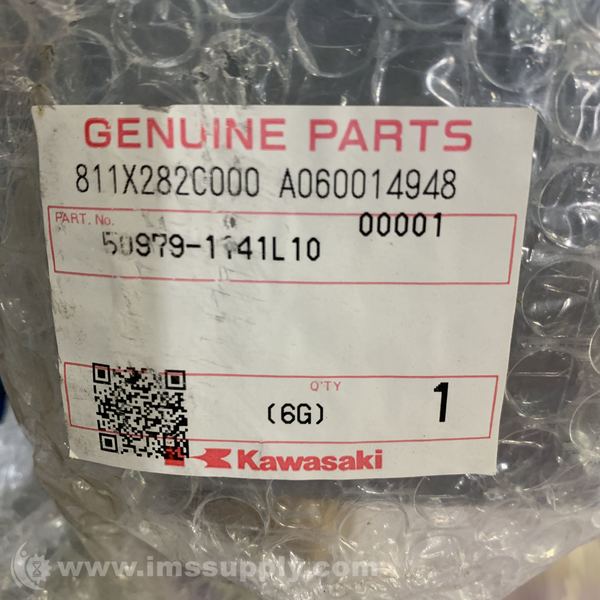 GENUINE PARTS
811X282C000 A060014948
PART. No.
00001
50979-1141L10
Q'TY
(6G)
1
Kawasaki
www.imssupply.com